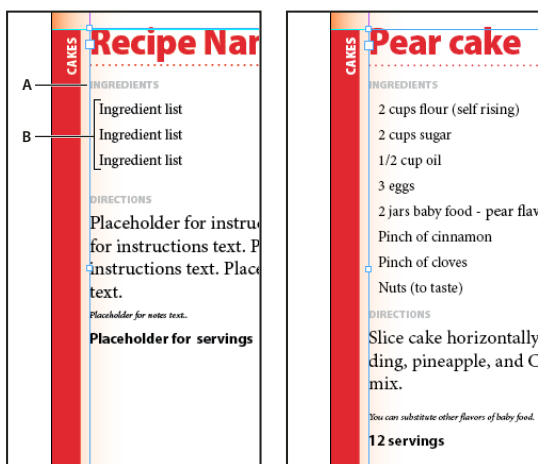 CAKES
Recipe Nar
A
INGREDIENTS
B
Ingredient list
Ingredient list
Ingredient list
DIRECTIONS
Placeholder for instru
for instructions text. P
instructions text. Place
text.
Placeholder for notes text..
Placeholder for servings
CAKES
Pear cake
INGREDIENTS
2 cups flour (self rising)
2 cups sugar
1/2 cup oil
3 eggs
2 jars baby food - pear flav
Pinch of cinnamon
Pinch of cloves
Nuts (to taste)
DIRECTIONS
Slice cake horizontally
ding, pineapple, and C
mix.
You can substitute other flavors of baby food.
12 servings